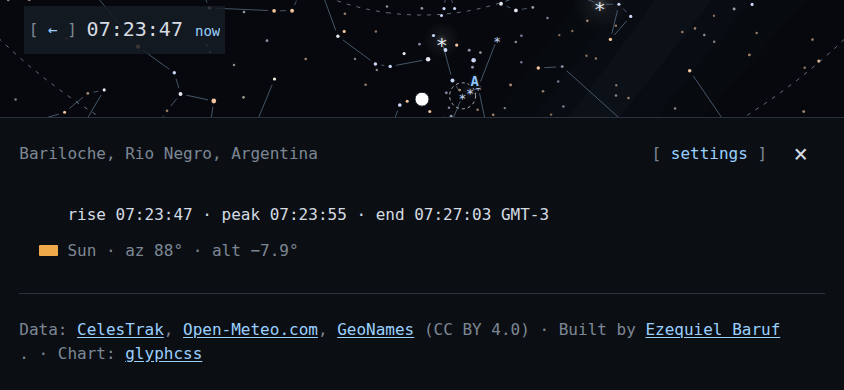 [ ← ] 07:23:47 now
A
Bariloche, Rio Negro, Argentina [ settings ] ×
rise 07:23:47 · peak 07:23:55 · end 07:27:03 GMT-3
Sun · az 88° · alt −7.9°
Data: CelesTrak, Open-Meteo.com, GeoNames (CC BY 4.0) · Built by Ezequiel Baruf
. · Chart: glyphcss